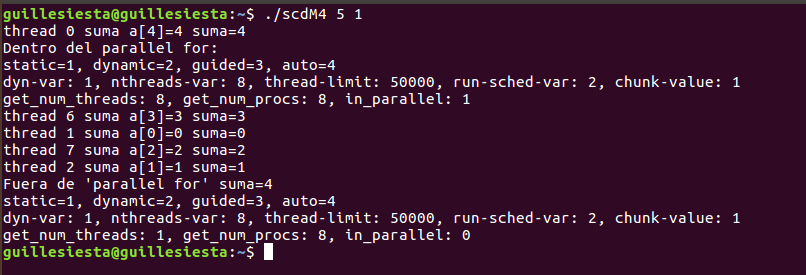 guillesiesta@guillesiesta:~$ ./scdM4 5 1
thread 0 suma a[4]=4 suma=4
Dentro del parallel for:
static=1, dynamic=2, guided=3, auto=4
dyn-var: 1, nthreads-var: 8, thread-limit: 50000, run-sched-var: 2, chunk-value: 1
get_num_threads: 8, get_num_procs: 8, in_parallel: 1
thread 6 suma a[3]=3 suma=3
thread 1 suma a[0]=0 suma=0
thread 7 suma a[2]=2 suma=2
thread 2 suma a[1]=1 suma=1
Fuera de 'parallel for' suma=4
static=1, dynamic=2, guided=3, auto=4
dyn-var: 1, nthreads-var: 8, thread-limit: 50000, run-sched-var: 2, chunk-value: 1
get_num_threads: 1, get_num_procs: 8, in_parallel: 0
guillesiesta@guillesiesta:~$